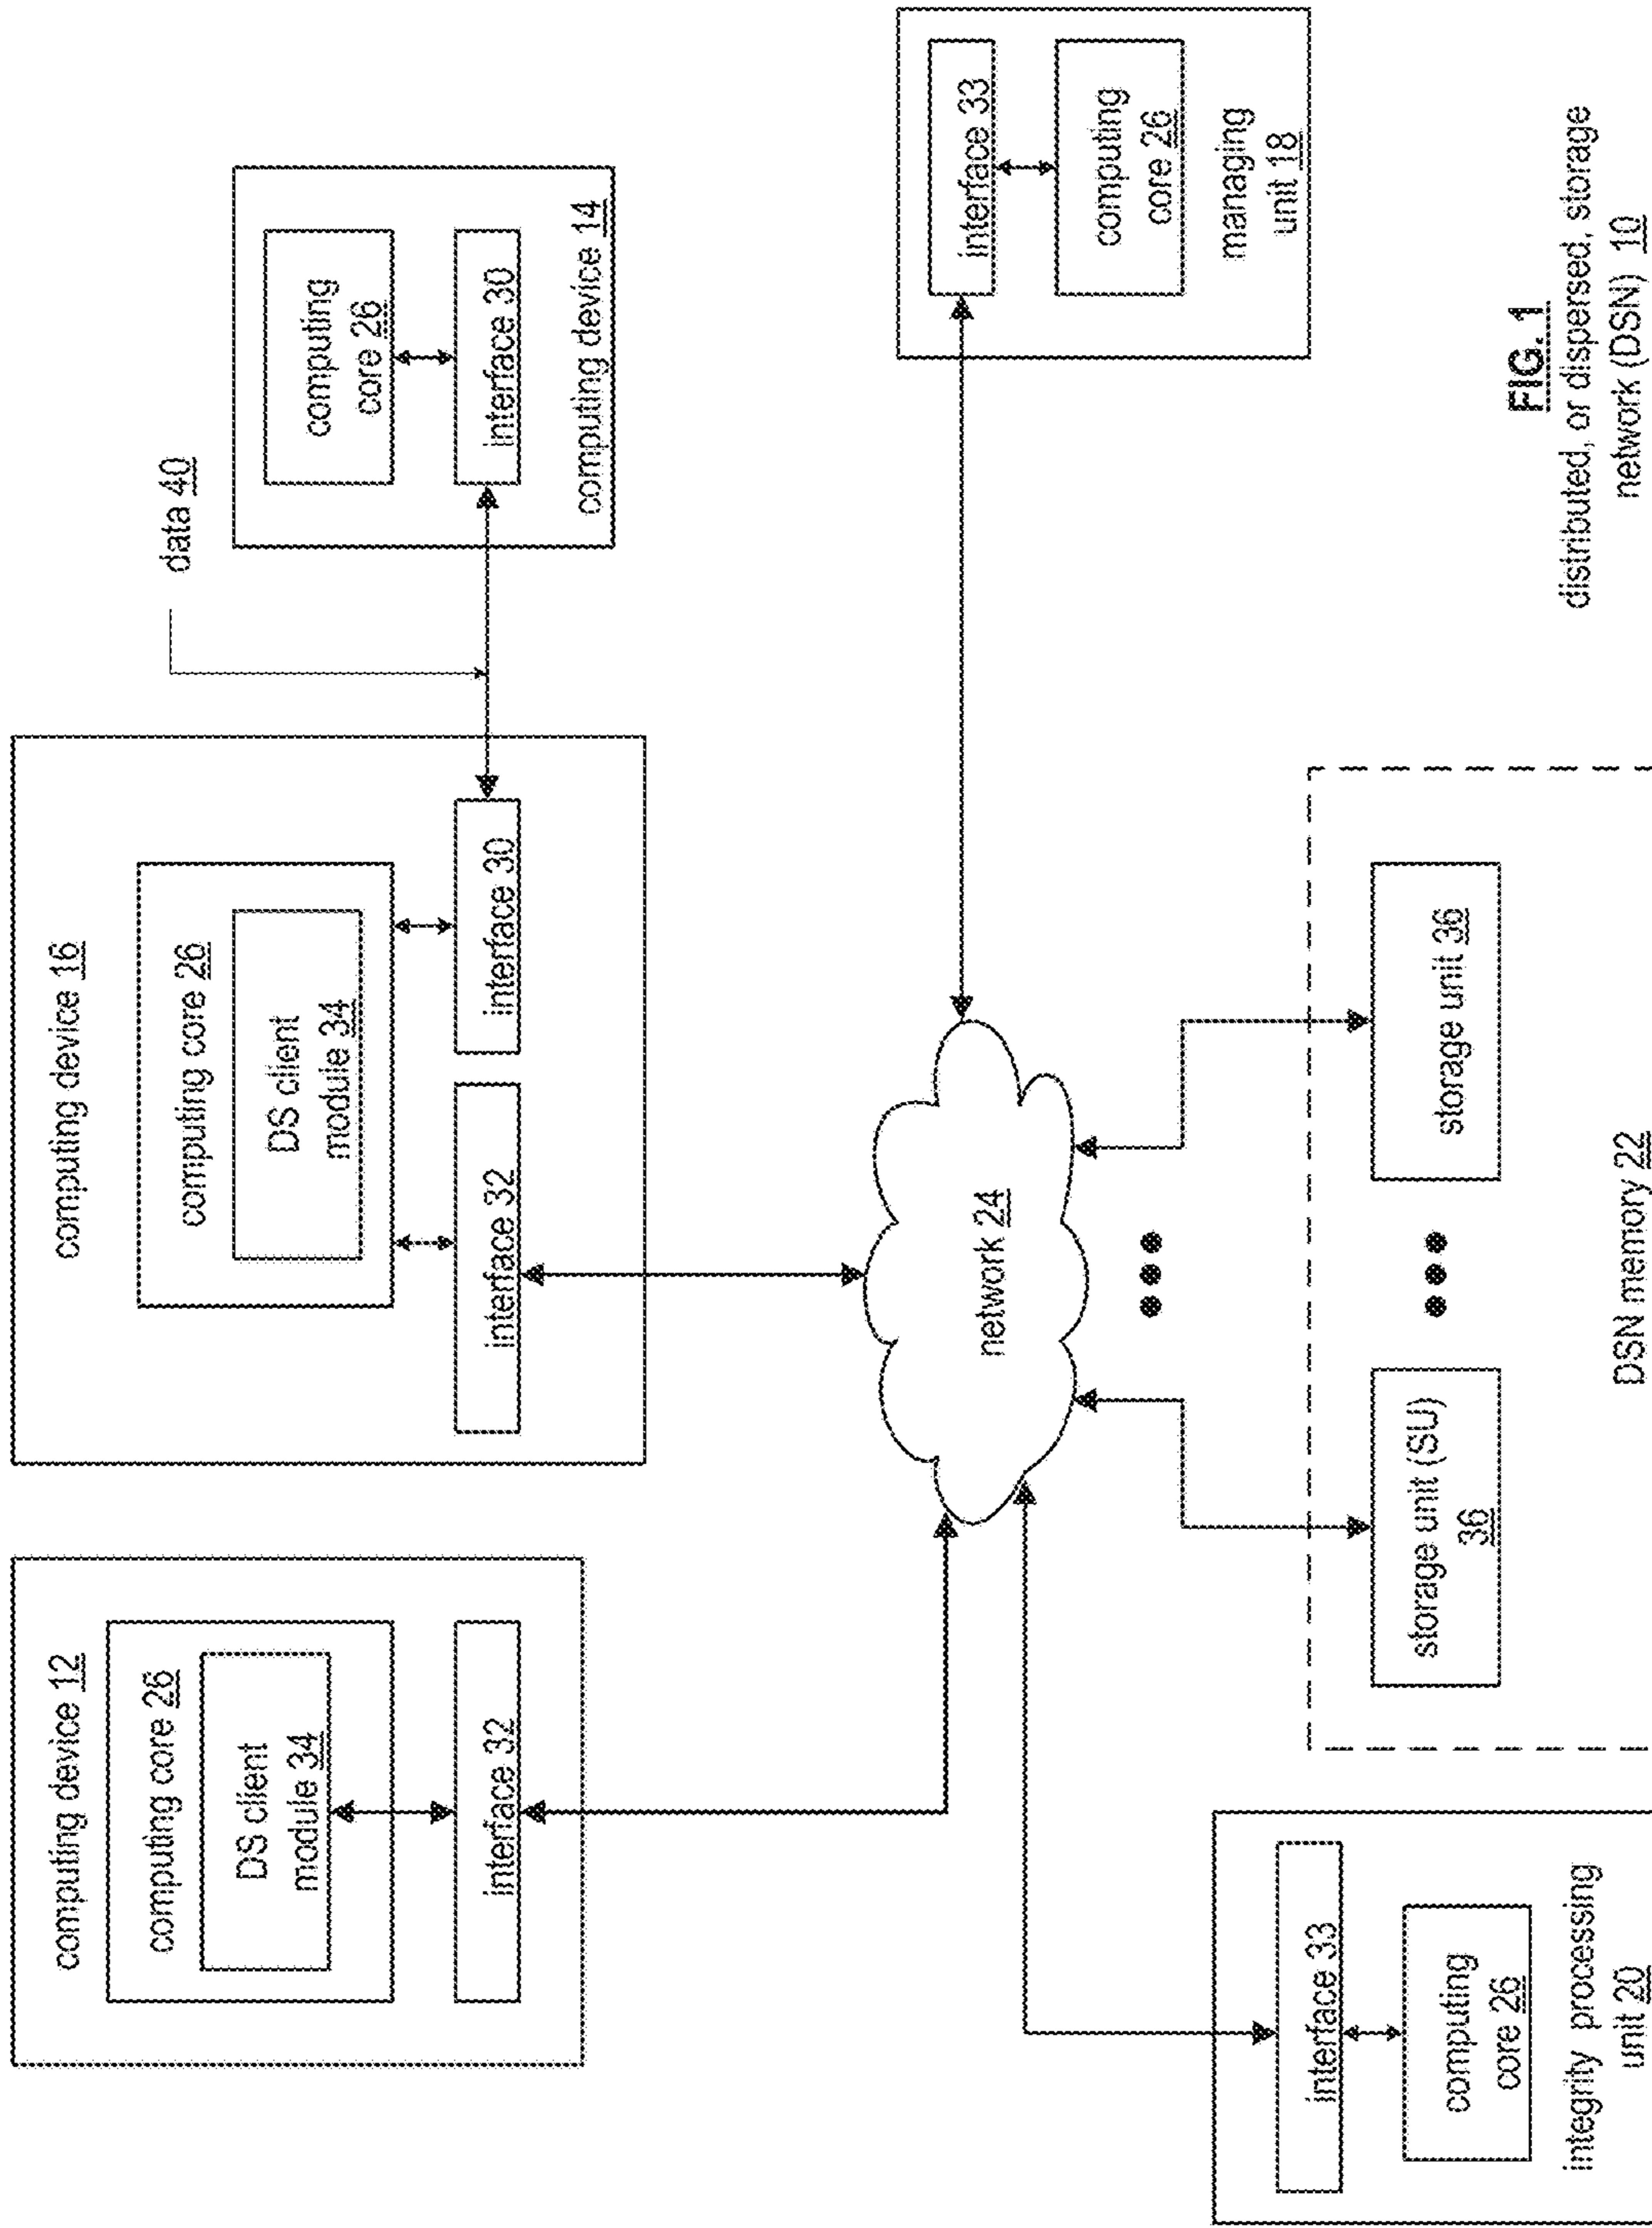 computing device 12
computing core 26
DS client
module 34
interface 32
computing device 16
computing core 26
DS client
module 34
interface 32
interface 30
data 40
computing
core 26
interface 30
computing device 14
network 24
interface 33
computing
core 26
managing
unit 18
interface 33
computing
core 26
integrity processing
unit 20
storage unit (SU)
36
storage unit 36
DSN memory 22
FIG. 1
distributed, or dispersed, storage
network (DSN) 10